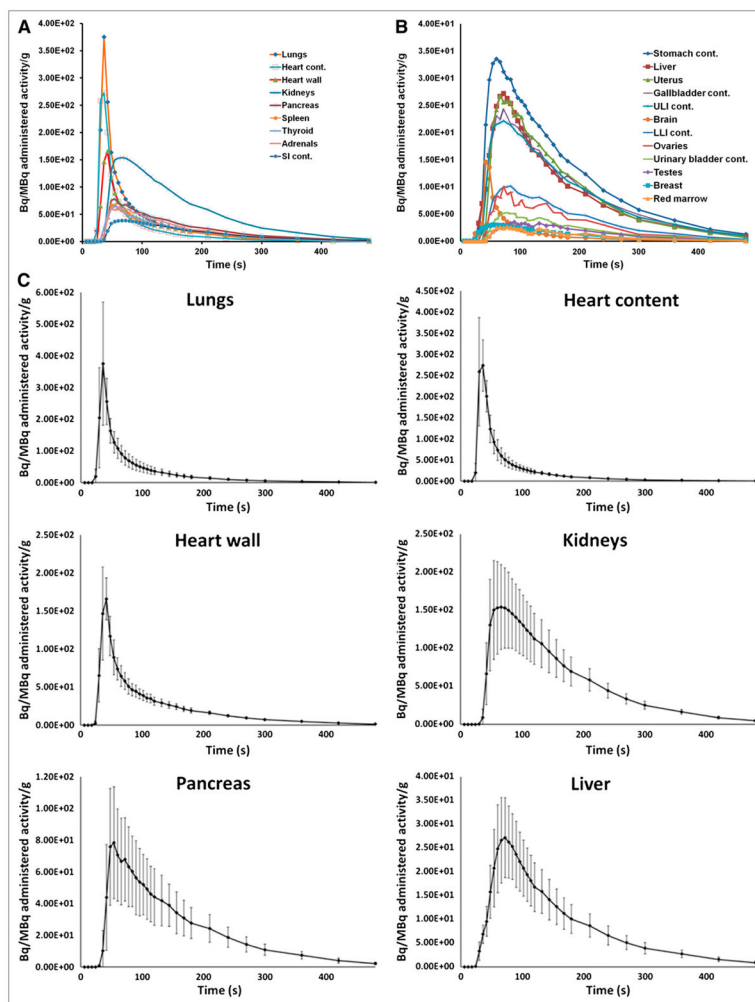 A
4.00E+02
3.50E+02
3.00E+02
2.50E+02
2.00E+02
1.50E+02
1.00E+02
5.00E+01
0.00E+00
0 100 200 300 400
Bq/MBq administered activity/g
Time (s)
Lungs
Heart cont.
Heart wall
Kidneys
Pancreas
Spleen
Thyroid
Adrenals
SI cont.
B
4.00E+01
3.50E+01
3.00E+01
2.50E+01
2.00E+01
1.50E+01
1.00E+01
5.00E+00
0.00E+00
0 100 200 300 400
Bq/MBq administered activity/g
Time (s)
Stomach cont.
Liver
Uterus
Gallbladder cont.
ULI cont.
Brain
LLI cont.
Ovaries
Urinary bladder cont.
Testes
Breast
Red marrow
C
Lungs
6.00E+02
5.00E+02
4.00E+02
3.00E+02
2.00E+02
1.00E+02
0.00E+00
0 100 200 300 400
Bq/MBq administered activity/g
Time (s)
Heart content
4.50E+02
4.00E+02
3.50E+02
3.00E+02
2.50E+02
2.00E+02
1.50E+02
1.00E+02
5.00E+01
0.00E+00
0 100 200 300 400
Bq/MBq administered activity/g
Time (s)
Heart wall
2.50E+02
2.00E+02
1.50E+02
1.00E+02
5.00E+01
0.00E+00
0 100 200 300 400
Bq/MBq administered activity/g
Time (s)
Kidneys
2.50E+02
2.00E+02
1.50E+02
1.00E+02
5.00E+01
0.00E+00
0 100 200 300 400
Bq/MBq administered activity/g
Time (s)
Pancreas
1.20E+02
1.00E+02
8.00E+01
6.00E+01
4.00E+01
2.00E+01
0.00E+00
0 100 200 300 400
Bq/MBq administered activity/g
Time (s)
Liver
4.00E+01
3.50E+01
3.00E+01
2.50E+01
2.00E+01
1.50E+01
1.00E+01
5.00E+00
0.00E+00
0 100 200 300 400
Bq/MBq administered activity/g
Time (s)